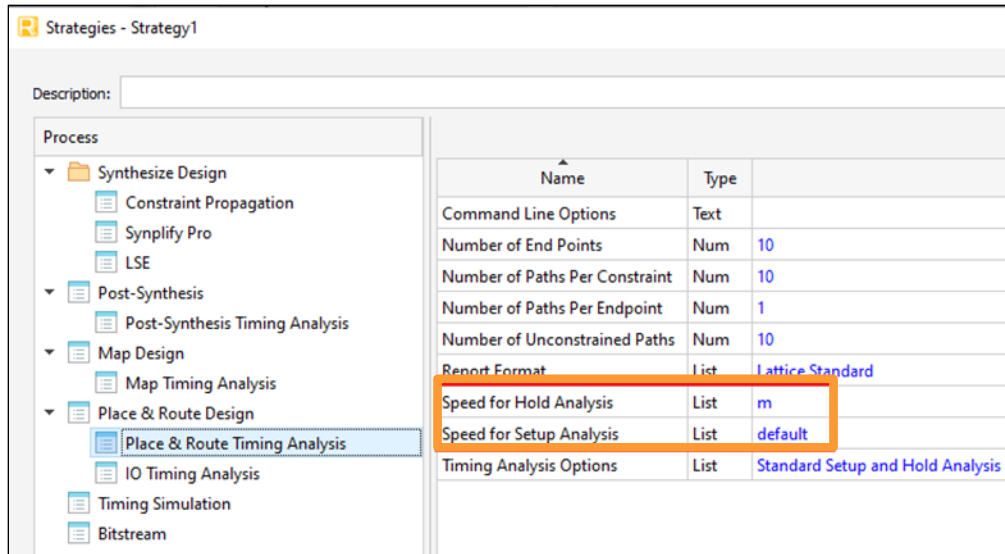 Strategies - Strategy1
Description:
Process
Synthesize Design
Constraint Propagation
Synplify Pro
LSE
Post-Synthesis
Post-Synthesis Timing Analysis
Map Design
Map Timing Analysis
Place & Route Design
Place & Route Timing Analysis
IO Timing Analysis
Timing Simulation
Bitstream
Name Type
Command Line Options Text
Number of End Points Num 10
Number of Paths Per Constraint Num 10
Number of Paths Per Endpoint Num 1
Number of Unconstrained Paths Num 10
Report Format List Lattice Standard
Speed for Hold Analysis List m
Speed for Setup Analysis List default
Timing Analysis Options List Standard Setup and Hold Analysis